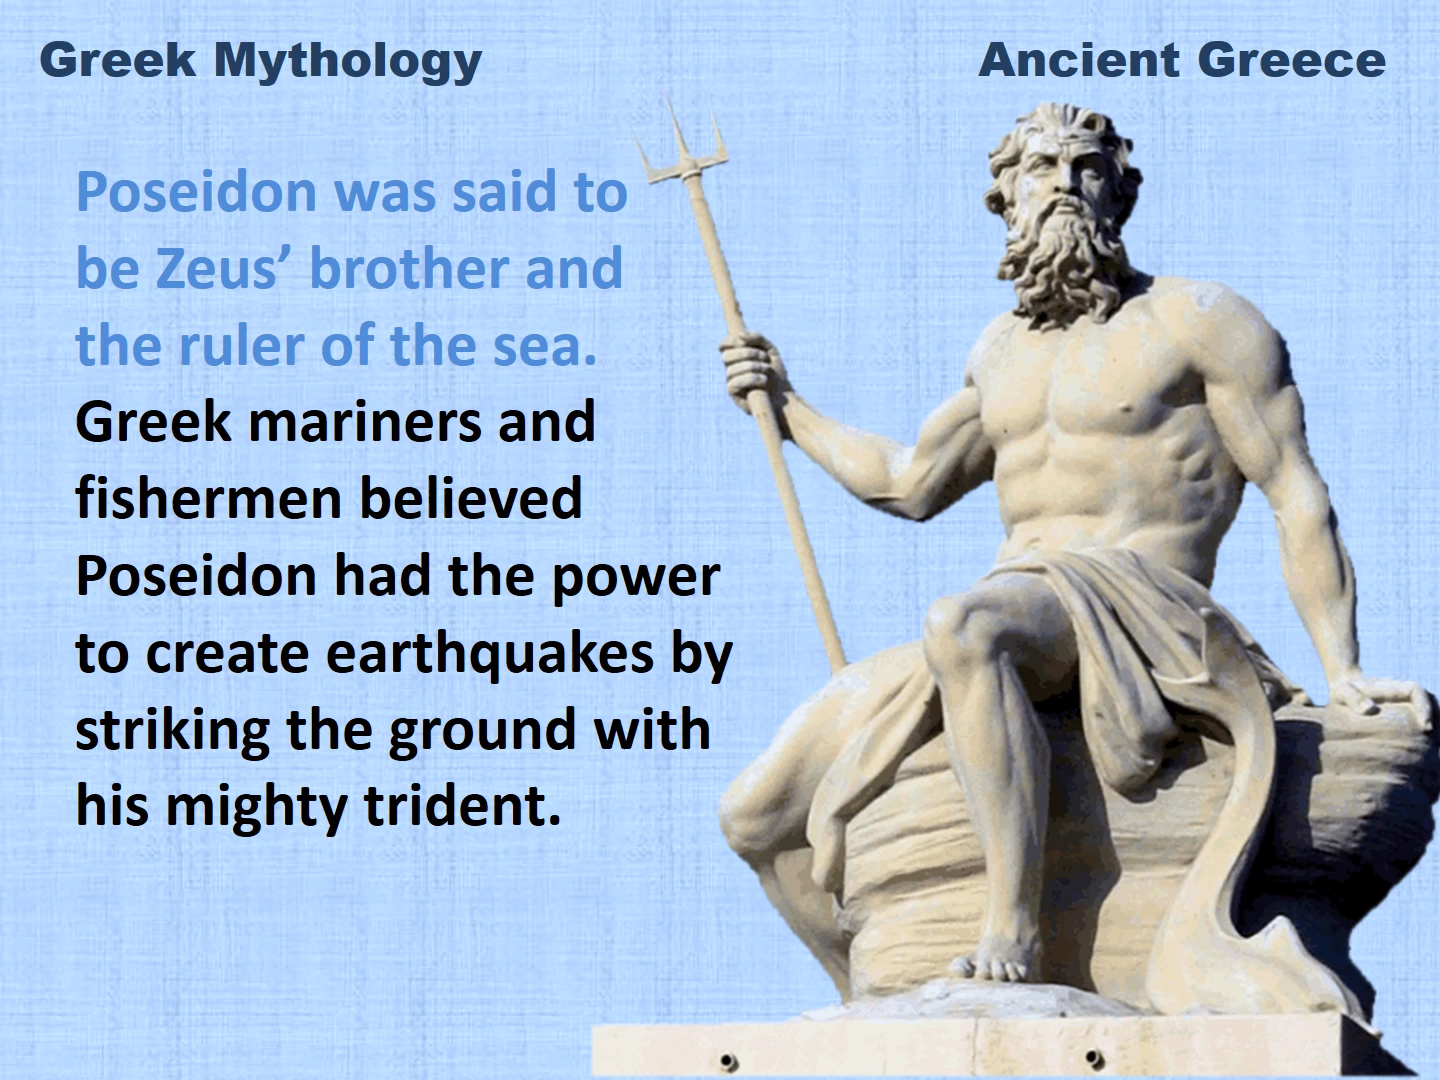 Greek Mythology
Ancient Greece
Poseidon was said to
be Zeus’ brother and
the ruler of the sea.
Greek mariners and
fishermen believed
Poseidon had the power
to create earthquakes by
striking the ground with
his mighty trident.